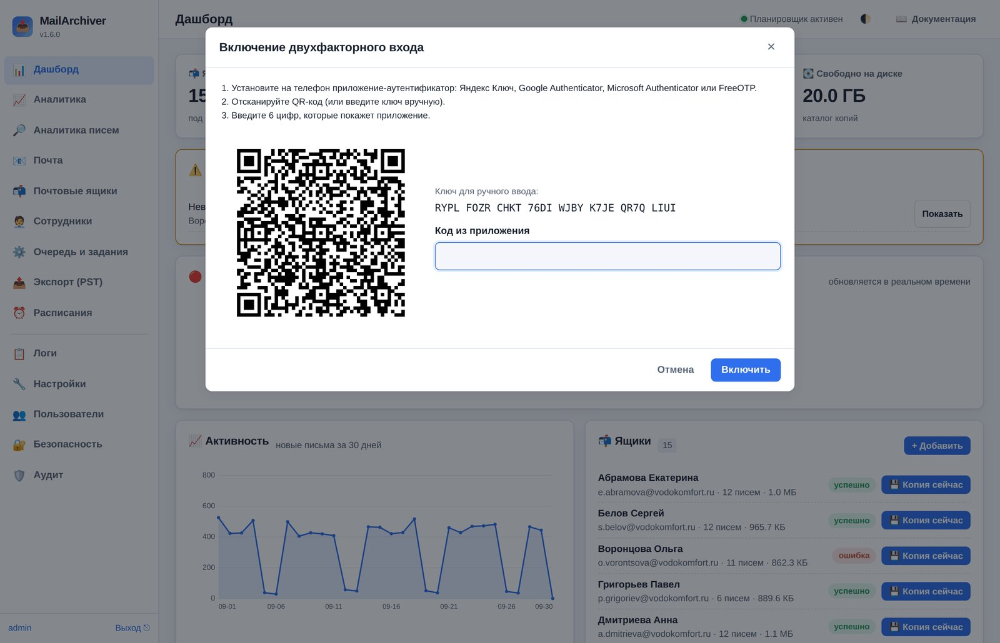 MailArchiver
v1.6.0
Дашборд
Аналитика
Аналитика писем
Почта
Почтовые ящики
Сотрудники
Очередь и задания
Экспорт (PST)
Расписания
Логи
Настройки
Пользователи
Безопасность
Аудит
admin
Выход
Дашборд
Планировщик активен
Документация
15
под
Свободно на диске
20.0 ГБ
каталог копий
Показать
обновляется в реальном времени
Включение двухфакторного входа
1. Установите на телефон приложение-аутентификатор: Яндекс Ключ, Google Authenticator, Microsoft Authenticator или FreeOTP.
2. Отсканируйте QR-код (или введите ключ вручную).
3. Введите 6 цифр, которые покажет приложение.
Ключ для ручного ввода:
RYPL FOZR CHKT 76DI WJBY K7JE QR7Q LIUI
Код из приложения
Отмена
Включить
Активность новые письма за 30 дней
800
600
400
200
0
09-01 09-06 09-11 09-16 09-21 09-26 09-30
Ящики 15
+ Добавить
Абрамова Екатерина
e.abramova@vodokomfort.ru · 12 писем · 1.0 МБ
успешно
Копия сейчас
Белов Сергей
s.belov@vodokomfort.ru · 12 писем · 965.7 КБ
успешно
Копия сейчас
Воронцова Ольга
o.vorontsova@vodokomfort.ru · 11 писем · 862.3 КБ
ошибка
Копия сейчас
Григорьев Павел
p.grigoriev@vodokomfort.ru · 6 писем · 889.6 КБ
успешно
Копия сейчас
Дмитриева Анна
a.dmitrieva@vodokomfort.ru · 12 писем · 1.1 МБ
успешно
Копия сейчас